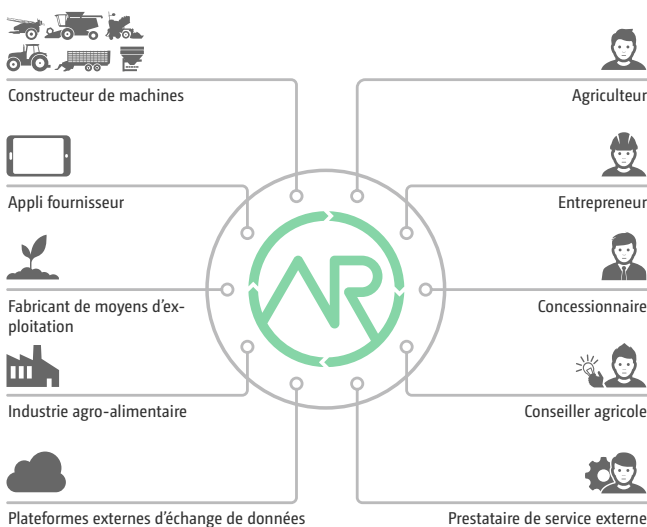 Constructeur de machines
Agriculteur
Appli fournisseur
Entrepreneur
Fabricant de moyens d'ex-
ploitation
Concessionnaire
Industrie agro-alimentaire
Conseiller agricole
Plateformes externes d'échange de données
Prestataire de service externe
AR